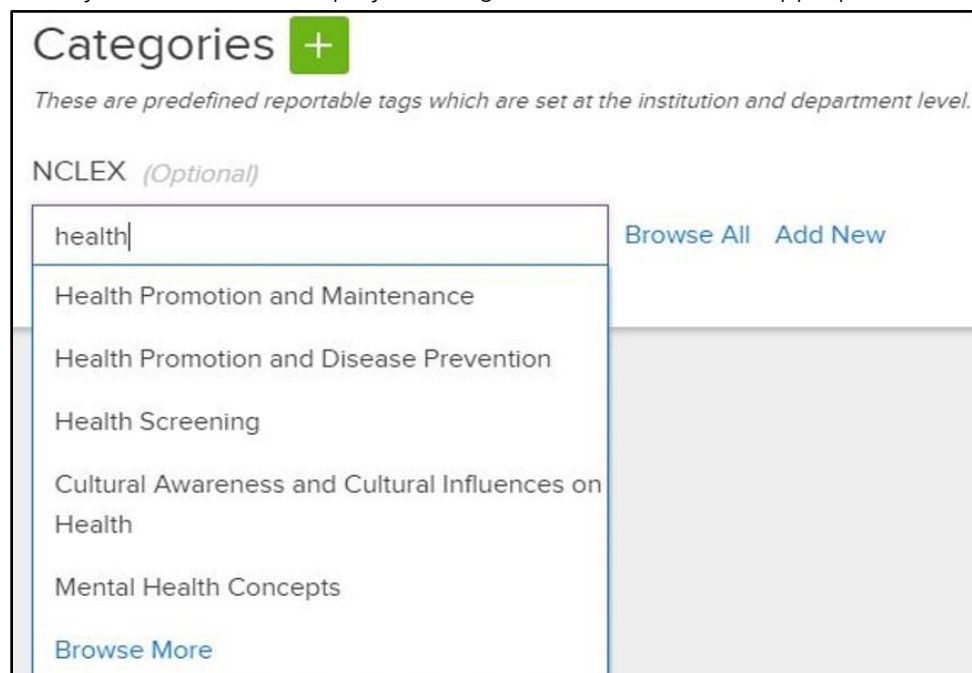 Categories +
These are predefined reportable tags which are set at the institution and department level.
NCLEX (Optional)
health Browse All Add New
Health Promotion and Maintenance
Health Promotion and Disease Prevention
Health Screening
Cultural Awareness and Cultural Influences on
Health
Mental Health Concepts
Browse More